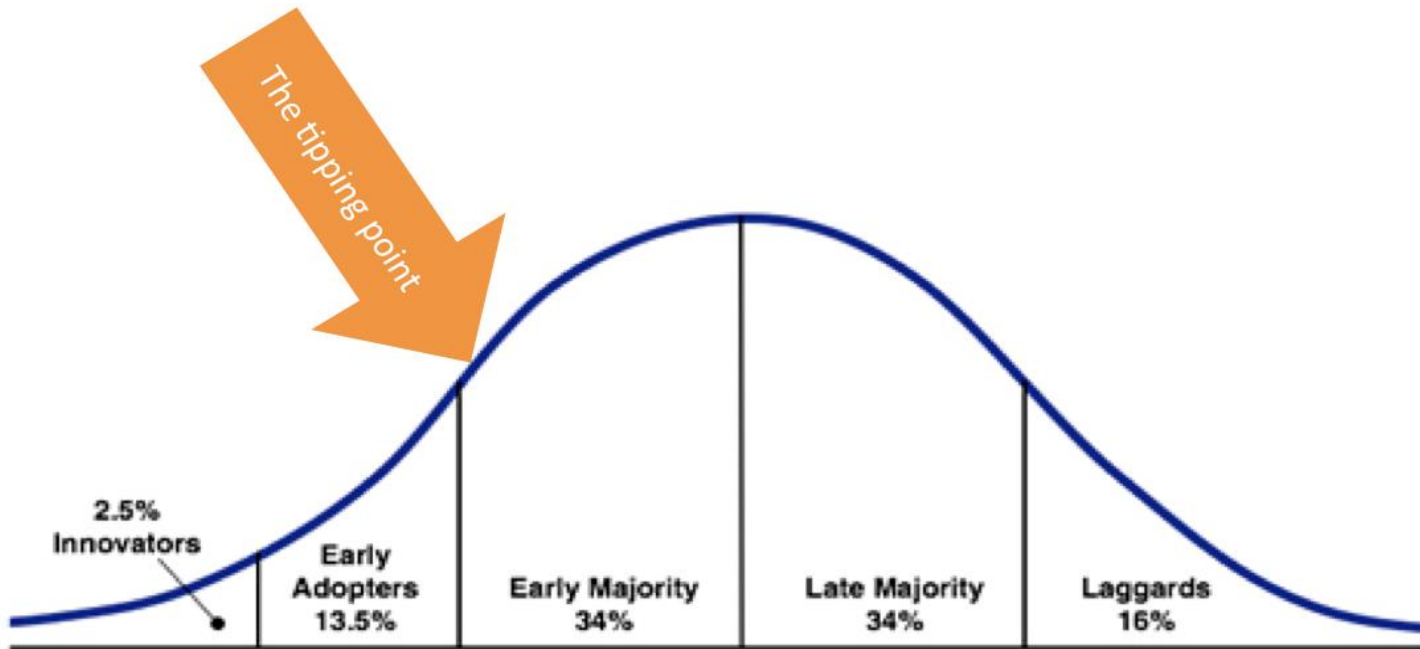 The tipping point
2.5%
Innovators
Early
Adopters
13.5%
Early Majority
34%
Late Majority
34%
Laggards
16%